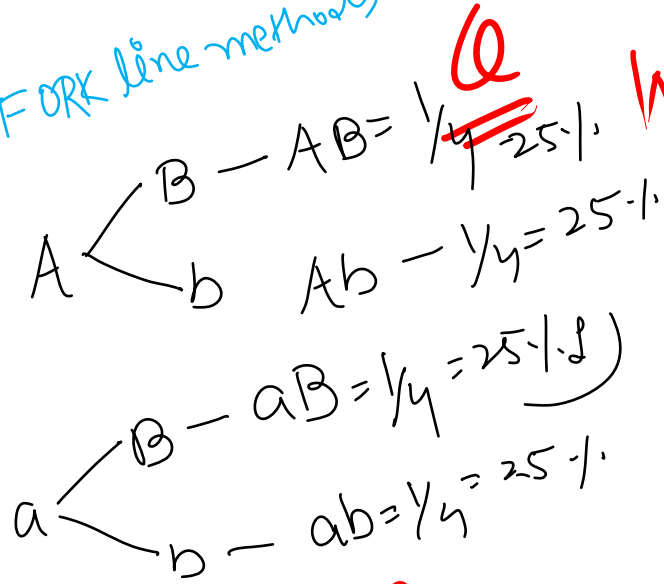 FORK line method
Q
B — AB = 1/4 - 25%
A
b Ab — 1/4 = 25%
B — aB = 1/4 = 25%
a
b — ab = 1/4 = 25%